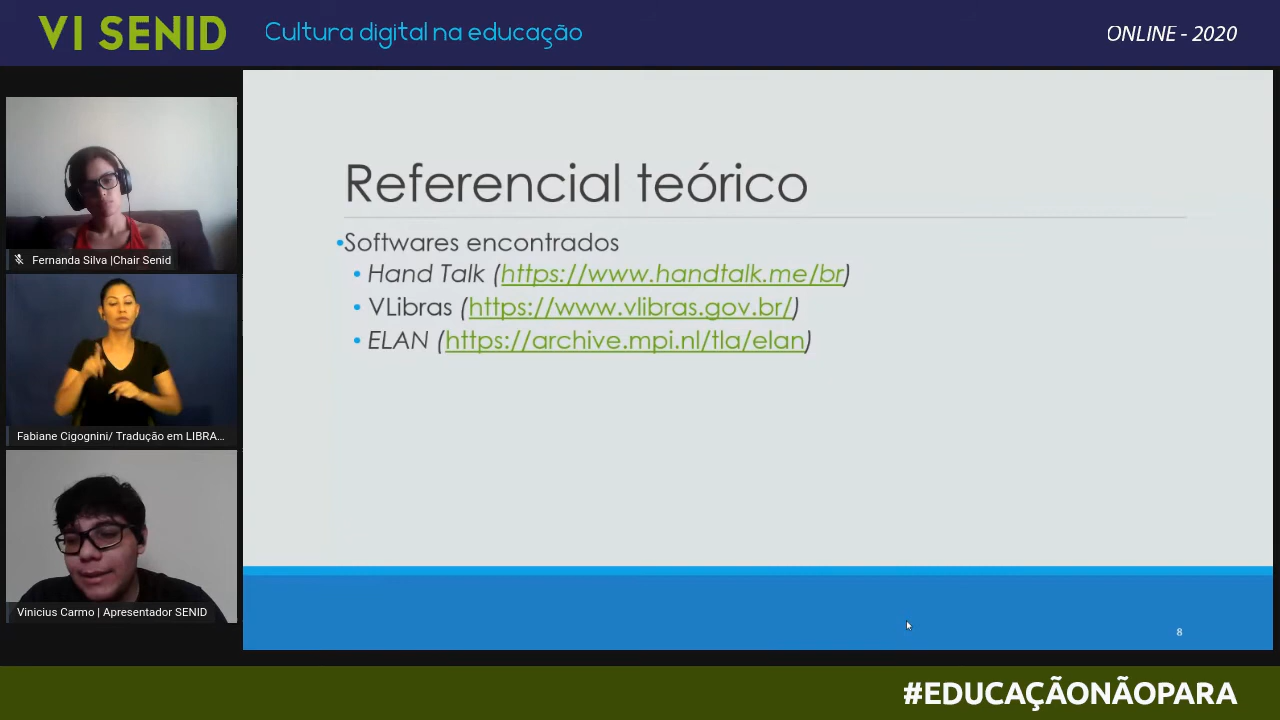 VI SENID
Cultura digital na educação
ONLINE - 2020
Fernanda Silva |Chair Senid
Fabiane Cigognini/ Tradução em LIBRA...
Vinicius Carmo | Apresentador SENID
Referencial teórico
•Softwares encontrados
• Hand Talk (https://www.handtalk.me/br)
• VLibras (https://www.vlibras.gov.br/)
• ELAN (https://archive.mpi.nl/tla/elan)
8
#EDUCAÇÃONÃOPARA